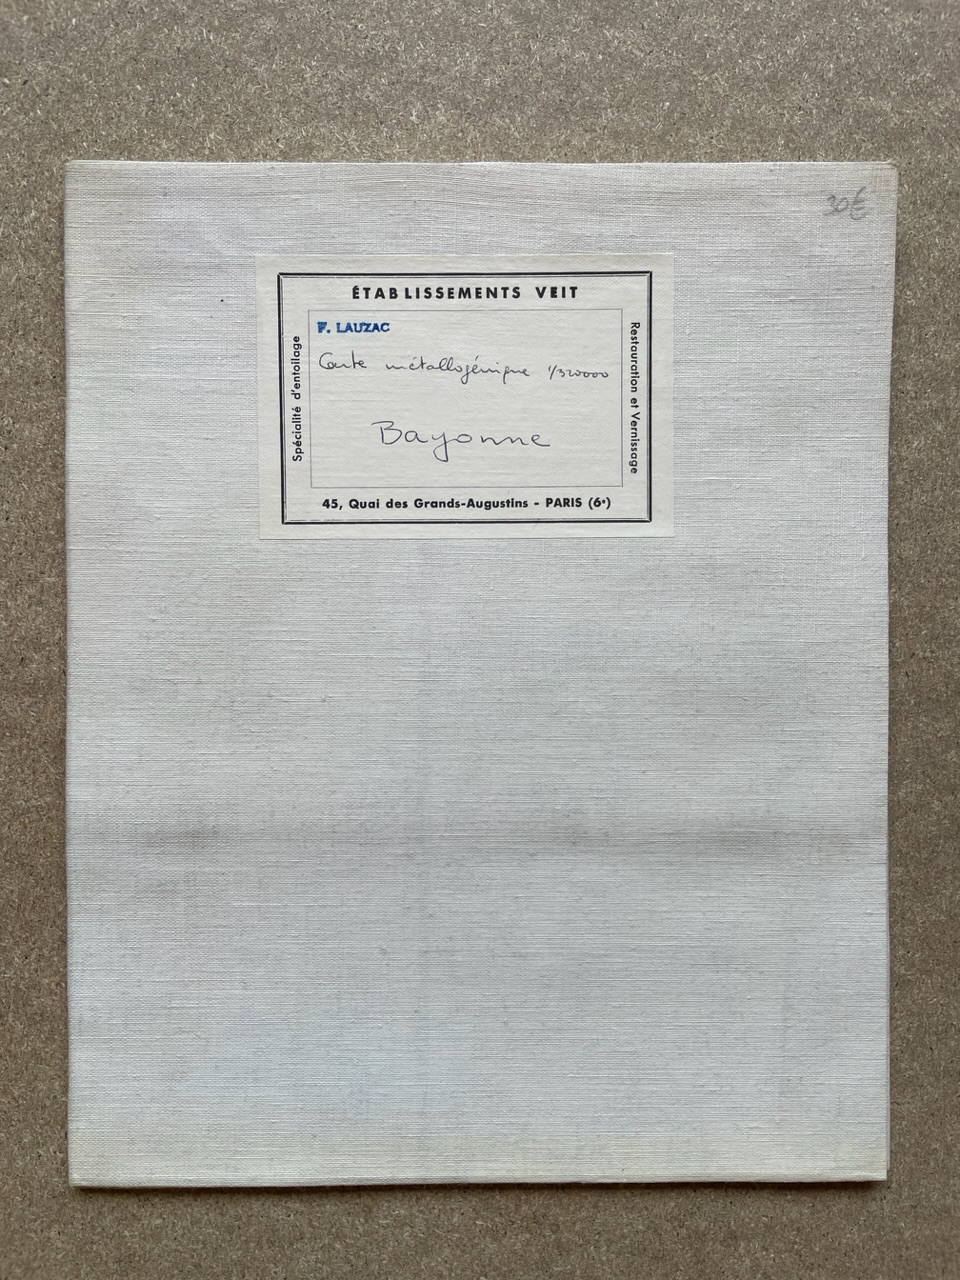 30€
ÉTABLISSEMENTS VEIT
F. LAUZAC
Carte métallogénique 1/320000
Bayonne
Spécialité d'entoilage
Restauration et Vernissage
45, Quai des Grands-Augustins - PARIS (6e)